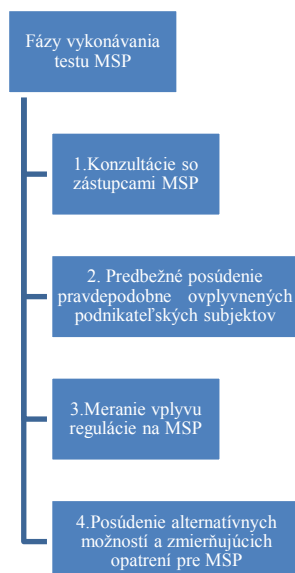 Fázy vykonávania
testu MSP
1.Konzultácie so
zástupcami MSP
2. Predbežné posúdenie
pravdepodobne ovplyvnených
podnikateľských subjektov
3.Meranie vplyvu
regulácie na MSP
4.Posúdenie alternatívnych
možností a zmierňujúcich
opatrení pre MSP